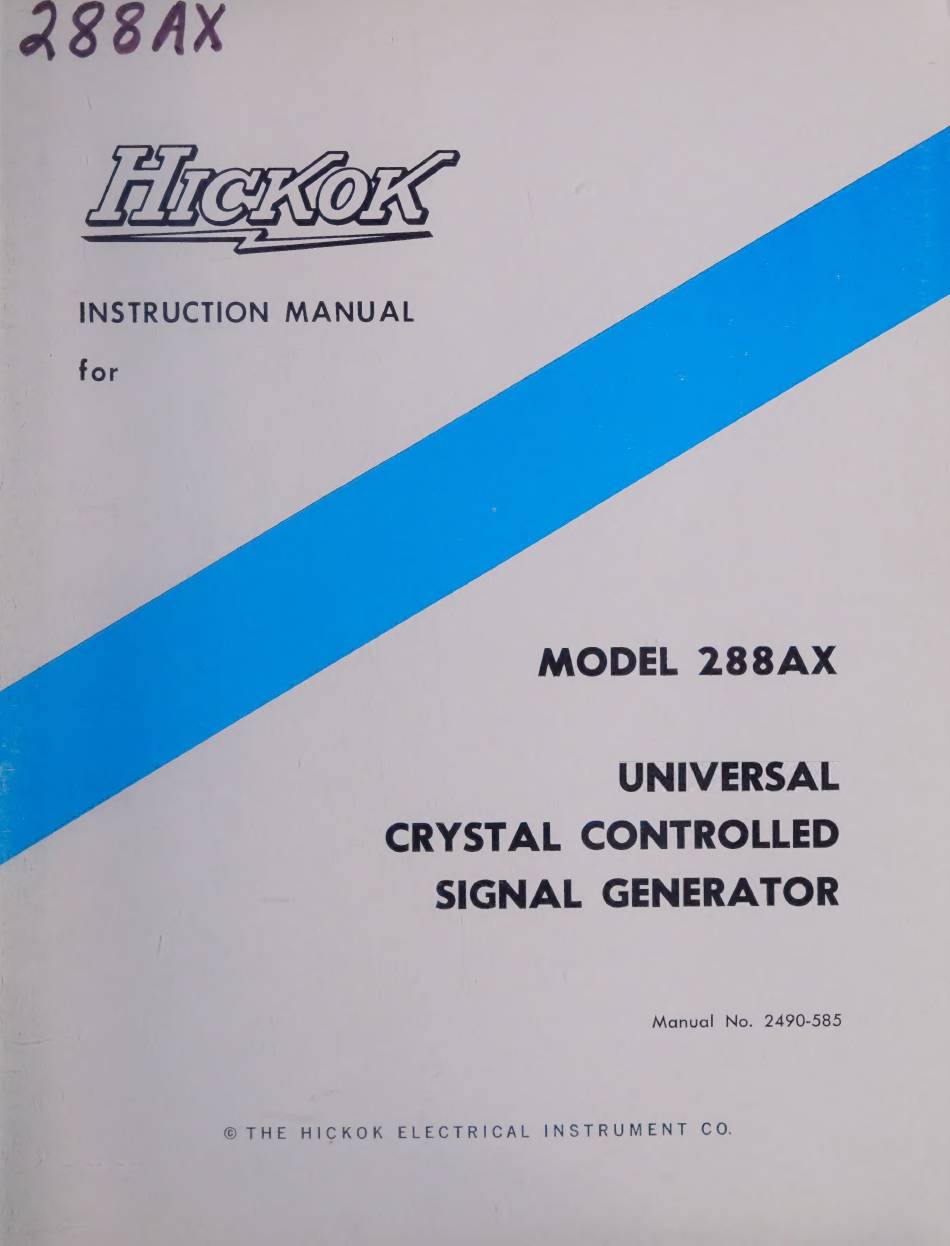 288AX
HICKOK
INSTRUCTION MANUAL
for
MODEL 288AX
UNIVERSAL
CRYSTAL CONTROLLED
SIGNAL GENERATOR
Manual No. 2490-585
© THE HICKOK ELECTRICAL INSTRUMENT CO.